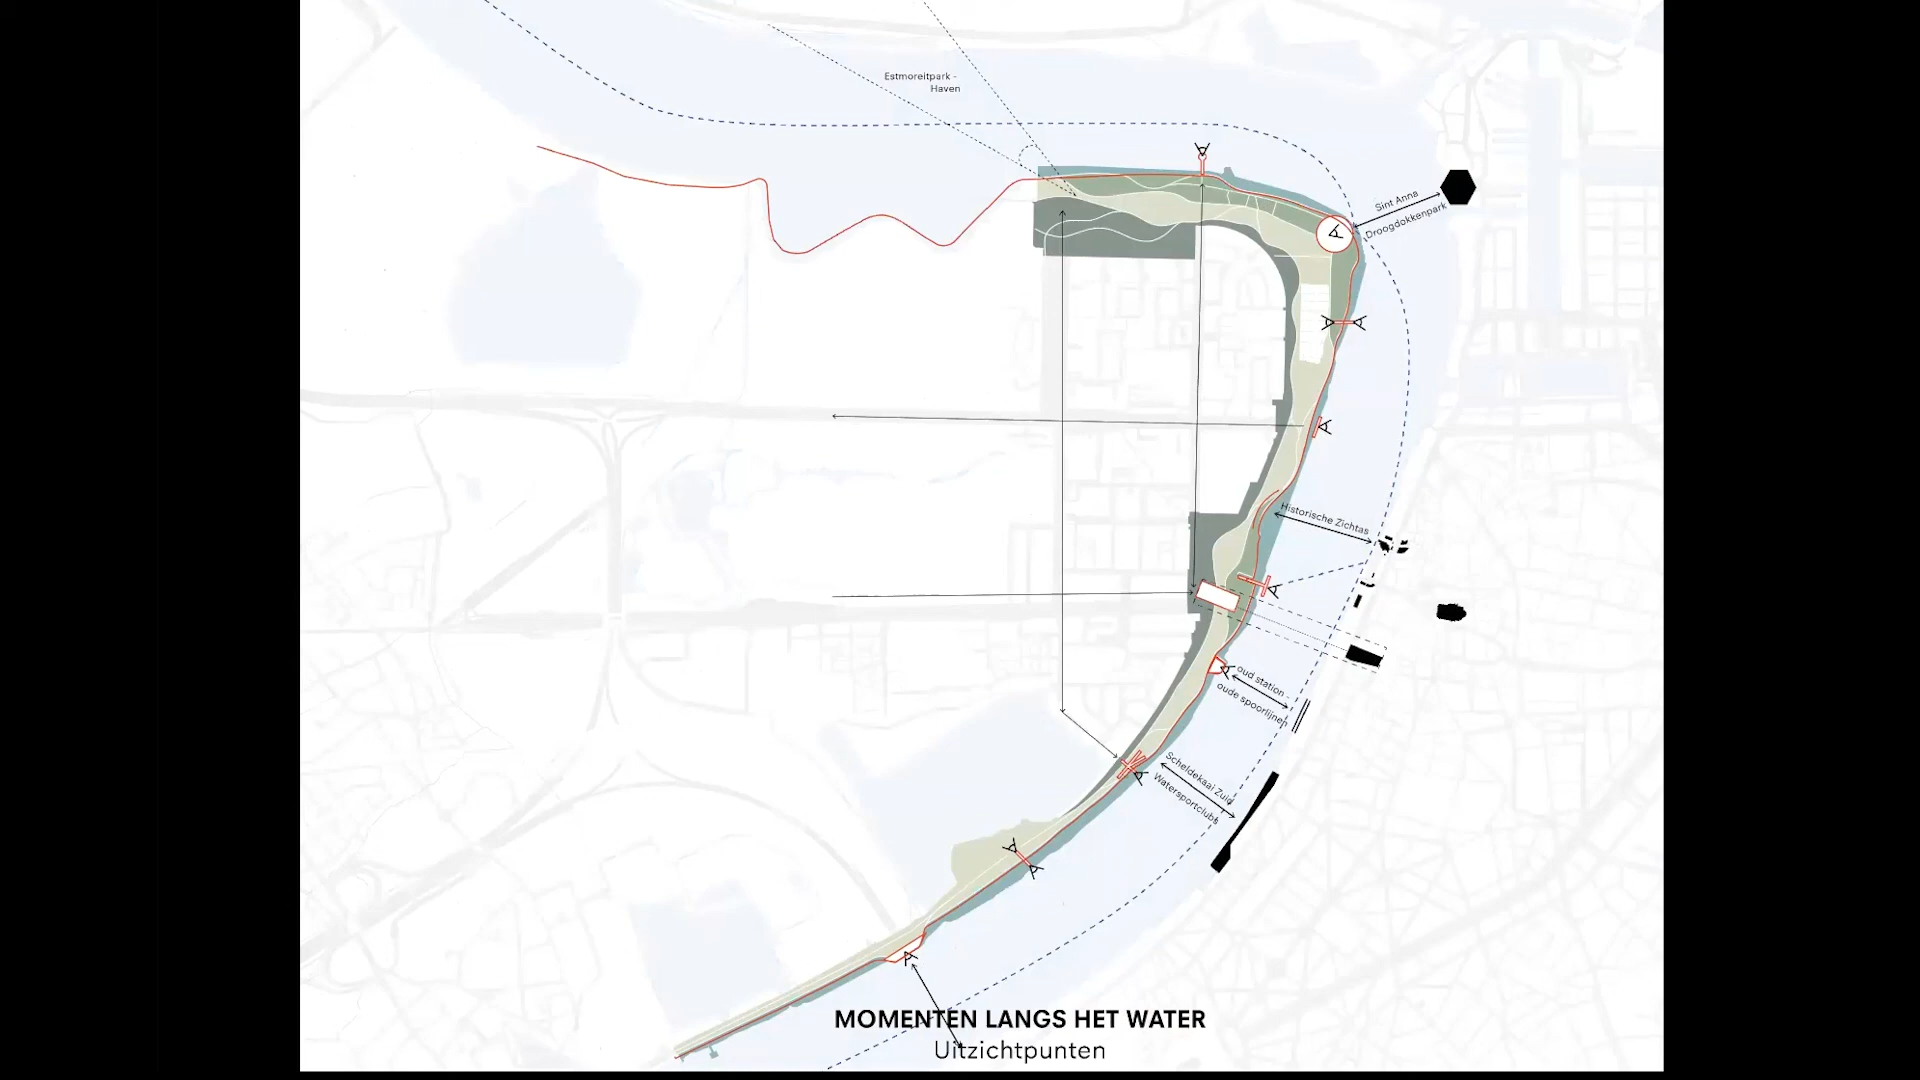 Estmoreitpark -
Haven
Sint Anna
Droogdokkenpark
Historische Zichtas
oud station -
oude spoorlijnen
Scheldekaai Zuid
Watersportclubs
MOMENTEN LANGS HET WATER
Uitzichtpunten